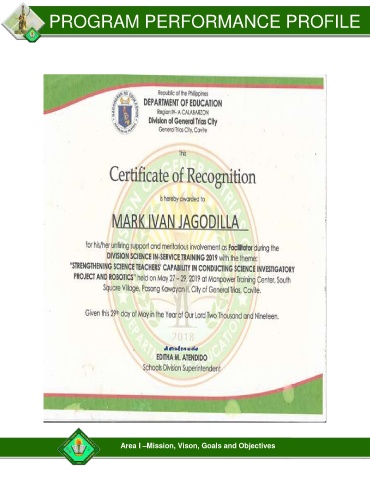 PROGRAM PERFORMANCE PROFILE
Republic of the Philippines
DEPARTMENT OF EDUCATION
Region IV- A CALABARZON
Division of General Trias City
General Trias City, Cavite
This
Certificate of Recognition
is hereby awarded to
MARK IVAN JAGODILLA
for his/her untiring support and meritorious involvement as Facilitator during the
DIVISION SCIENCE IN-SERVICE TRAINING 2019 with the theme:
"STRENGTHENING SCIENCE TEACHERS' CAPABILITY IN CONDUCTING SCIENCE INVESTIGATORY
PROJECT AND ROBOTICS" held on May 27 – 29, 2019 at Manpower Training Center, South
Square Village, Pasong Kawayan II, City of General Trias, Cavite.
Given this 29th day of May in the Year of Our Lord Two Thousand and Nineteen.
2018
EDITHA M. ATENDIDO
Schools Division Superintendent
Area I –Mission, Vison, Goals and Objectives